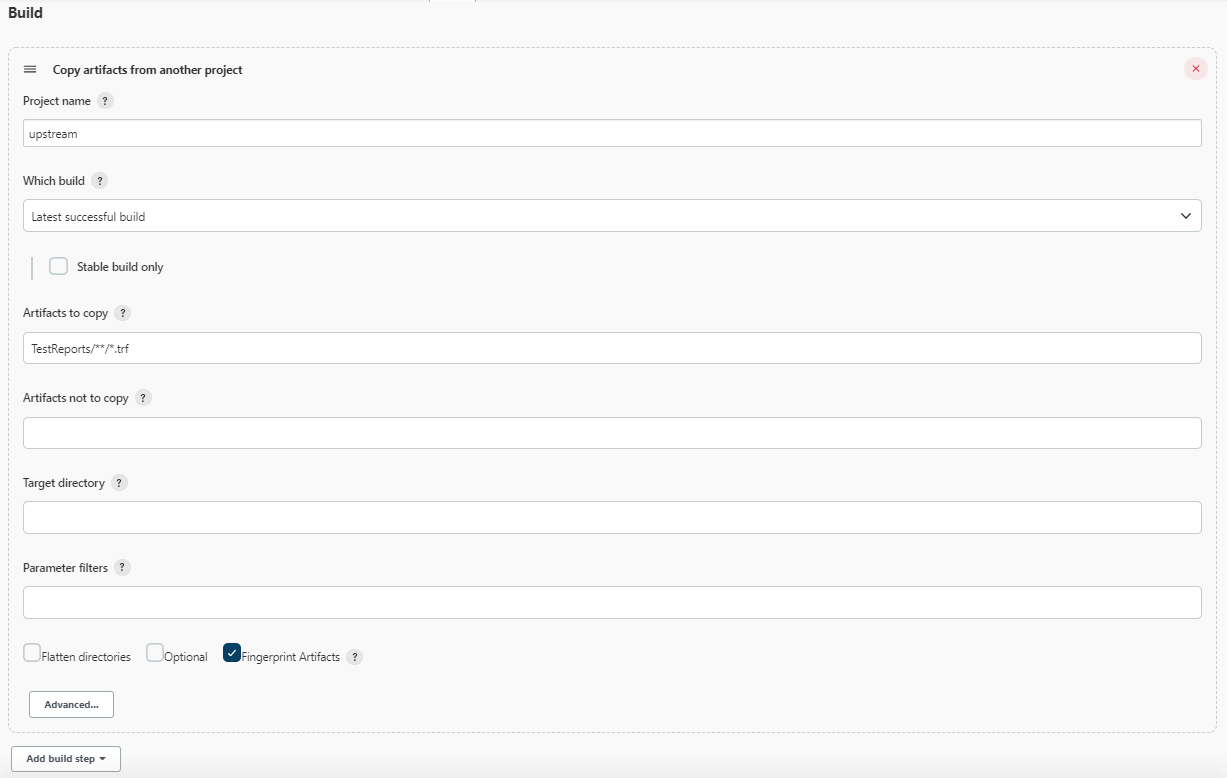 Build
Copy artifacts from another project
Project name ?
upstream
Which build ?
Latest successful build
Stable build only
Artifacts to copy ?
TestReports/**/*.trf
Artifacts not to copy ?
Target directory ?
Parameter filters ?
Flatten directories Optional Fingerprint Artifacts ?
Advanced...
Add build step